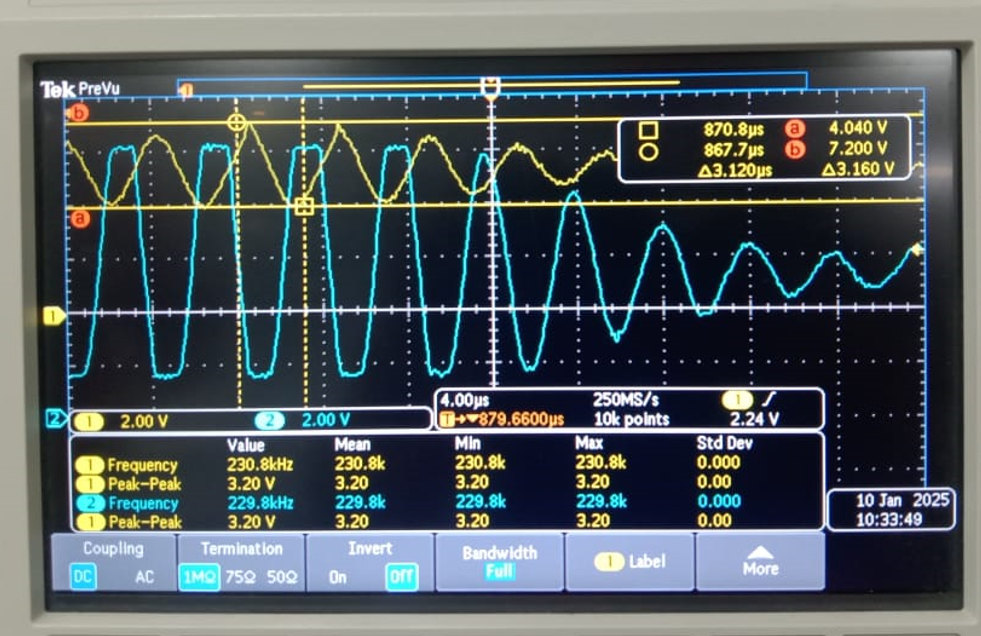 Tek PreVu
b
870.8µs a 4.040 V
867.7µs b 7.200 V
Δ3.120µs Δ3.160 V
a
1
2
1 2.00 V 2 2.00 V
4.00µs 250MS/s 1
T→▼879.6600µs 10k points 2.24 V
Value Mean Min Max Std Dev
1 Frequency 230.8kHz 230.8k 230.8k 230.8k 0.000
1 Peak-Peak 3.20 V 3.20 3.20 3.20 0.00
2 Frequency 229.8kHz 229.8k 229.8k 229.8k 0.000
1 Peak-Peak 3.20 V 3.20 3.20 3.20 0.00
10 Jan 2025
10:33:49
Coupling
DC AC
Termination
1MΩ 75Ω 50Ω
Invert
On Off
Bandwidth
Full
1 Label
More